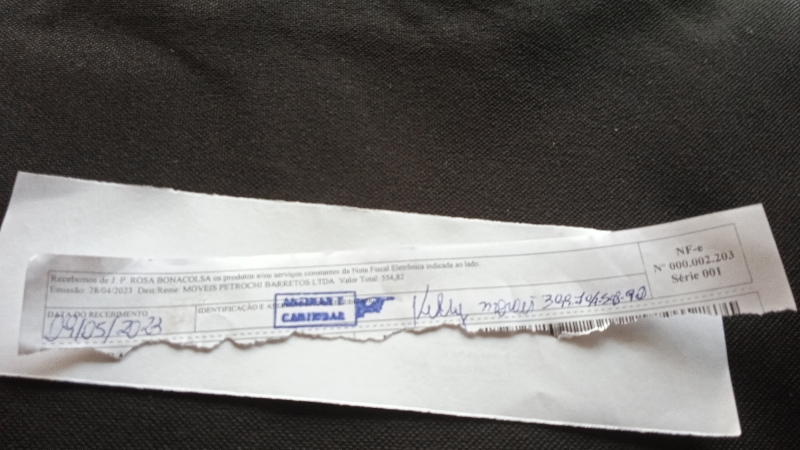 Recebemos de J. P. ROSA BONACOLSA os produtos e/ou serviços constantes da Nota Fiscal Eletrônica indicada ao lado.
Emissão: 28/04/2023 Dest/Reme: MOVEIS PETROCHI BARRETOS LTDA Valor Total: 554,82
NF-e
Nº 000.002.203
Série 001
DATA DO RECEBIMENTO
09/05/2023
IDENTIFICAÇÃO E
ASSINAR E
CARIMBAR